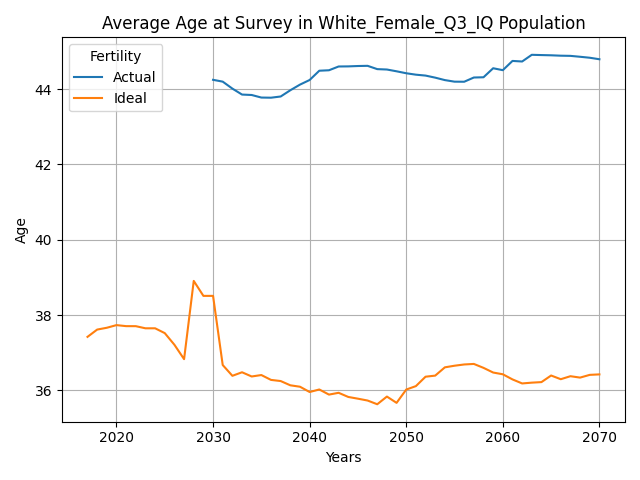 Average Age at Survey in White_Female_Q3_IQ Population
Fertility
Actual
Ideal
44
42
40
38
36
Age
2020 2030 2040 2050 2060 2070
Years